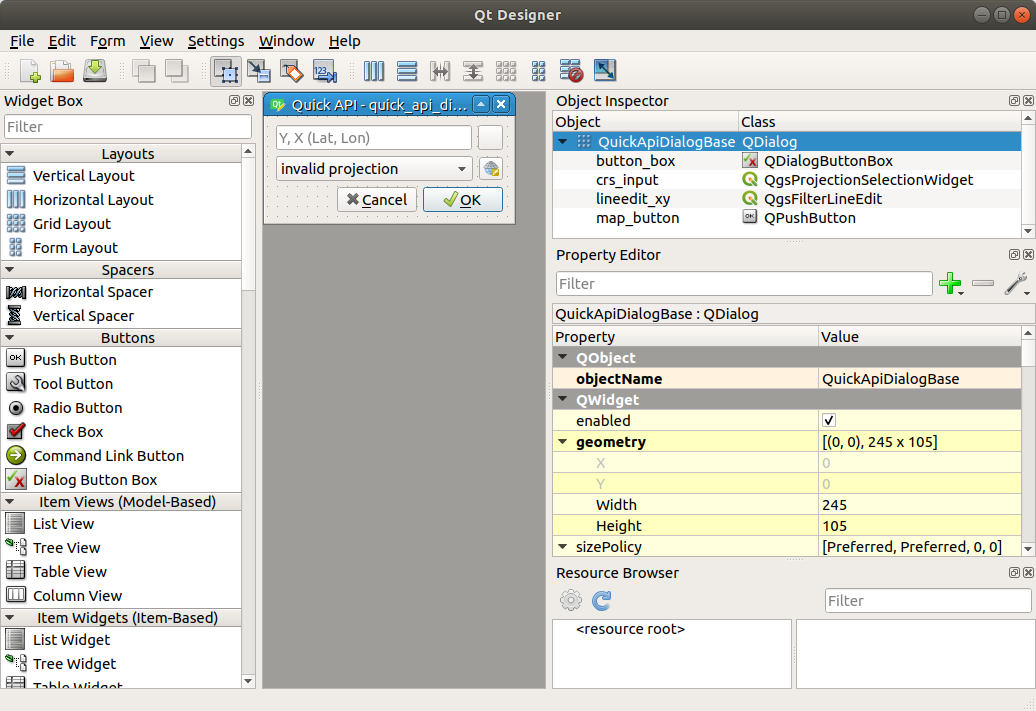 Qt Designer
File Edit Form View Settings Window Help
123
Widget Box
Filter
Layouts
Vertical Layout
Horizontal Layout
Grid Layout
Form Layout
Spacers
Horizontal Spacer
Vertical Spacer
Buttons
OK Push Button
Tool Button
Radio Button
Check Box
Command Link Button
Dialog Button Box
Item Views (Model-Based)
List View
Tree View
Table View
Column View
Item Widgets (Item-Based)
List Widget
Tree Widget
Table Widget
Qt Quick API - quick_api_di...
Y, X (Lat, Lon)
invalid projection
Cancel OK
Object Inspector
Object Class
QuickApiDialogBase QDialog
button_box QDialogButtonBox
crs_input QgsProjectionSelectionWidget
lineedit_xy QgsFilterLineEdit
map_button OK QPushButton
Property Editor
Filter
QuickApiDialogBase : QDialog
Property Value
QObject
objectName QuickApiDialogBase
QWidget
enabled
geometry [(0, 0), 245 x 105]
X 0
Y 0
Width 245
Height 105
sizePolicy [Preferred, Preferred, 0, 0]
Resource Browser
Filter
<resource root>